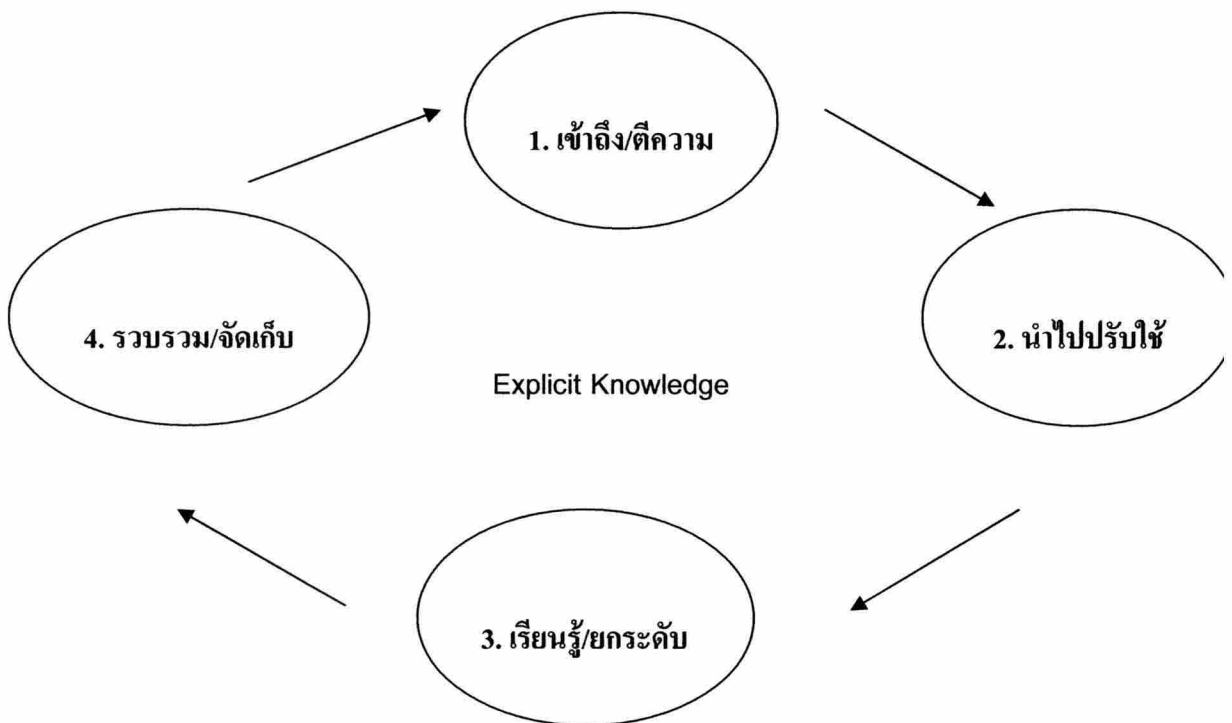 1. เข้าถึง/ตีความ
4. รวบรวม/จัดเก็บ
2. นำไปปรับใช้
Explicit Knowledge
3. เรียนรู้/ยกระดับ